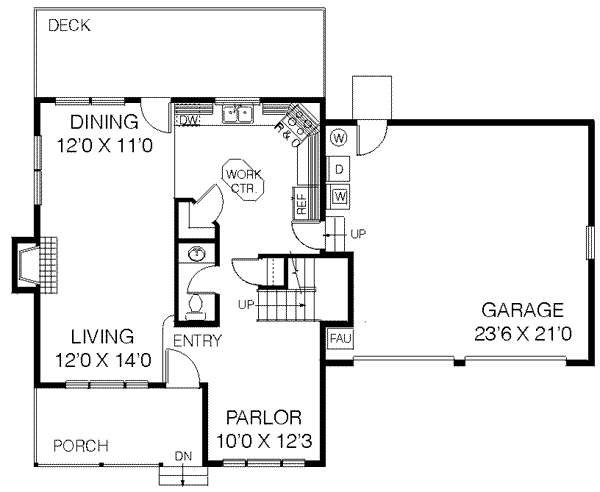 DECK
DINING
12'0 X 11'0
DW
R & O
W
D
W
WORK
CTR.
REF
UP
UP
GARAGE
23'6 X 21'0
LIVING
12'0 X 14'0
ENTRY
FAU
PARLOR
10'0 X 12'3
PORCH
DN